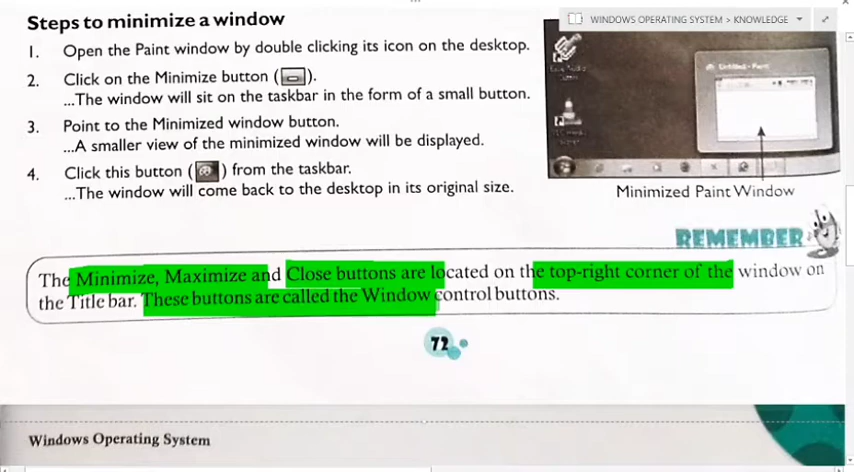 WINDOWS OPERATING SYSTEM > KNOWLEDGE
Steps to minimize a window
1. Open the Paint window by double clicking its icon on the desktop.
2. Click on the Minimize button ( ).
...The window will sit on the taskbar in the form of a small button.
3. Point to the Minimized window button.
...A smaller view of the minimized window will be displayed.
4. Click this button ( ) from the taskbar.
...The window will come back to the desktop in its original size.
Untitled - Paint
Minimized Paint Window
REMEMBER
The Minimize, Maximize and Close buttons are located on the top-right corner of the window on
the Title bar. These buttons are called the Window control buttons.
72
Windows Operating System